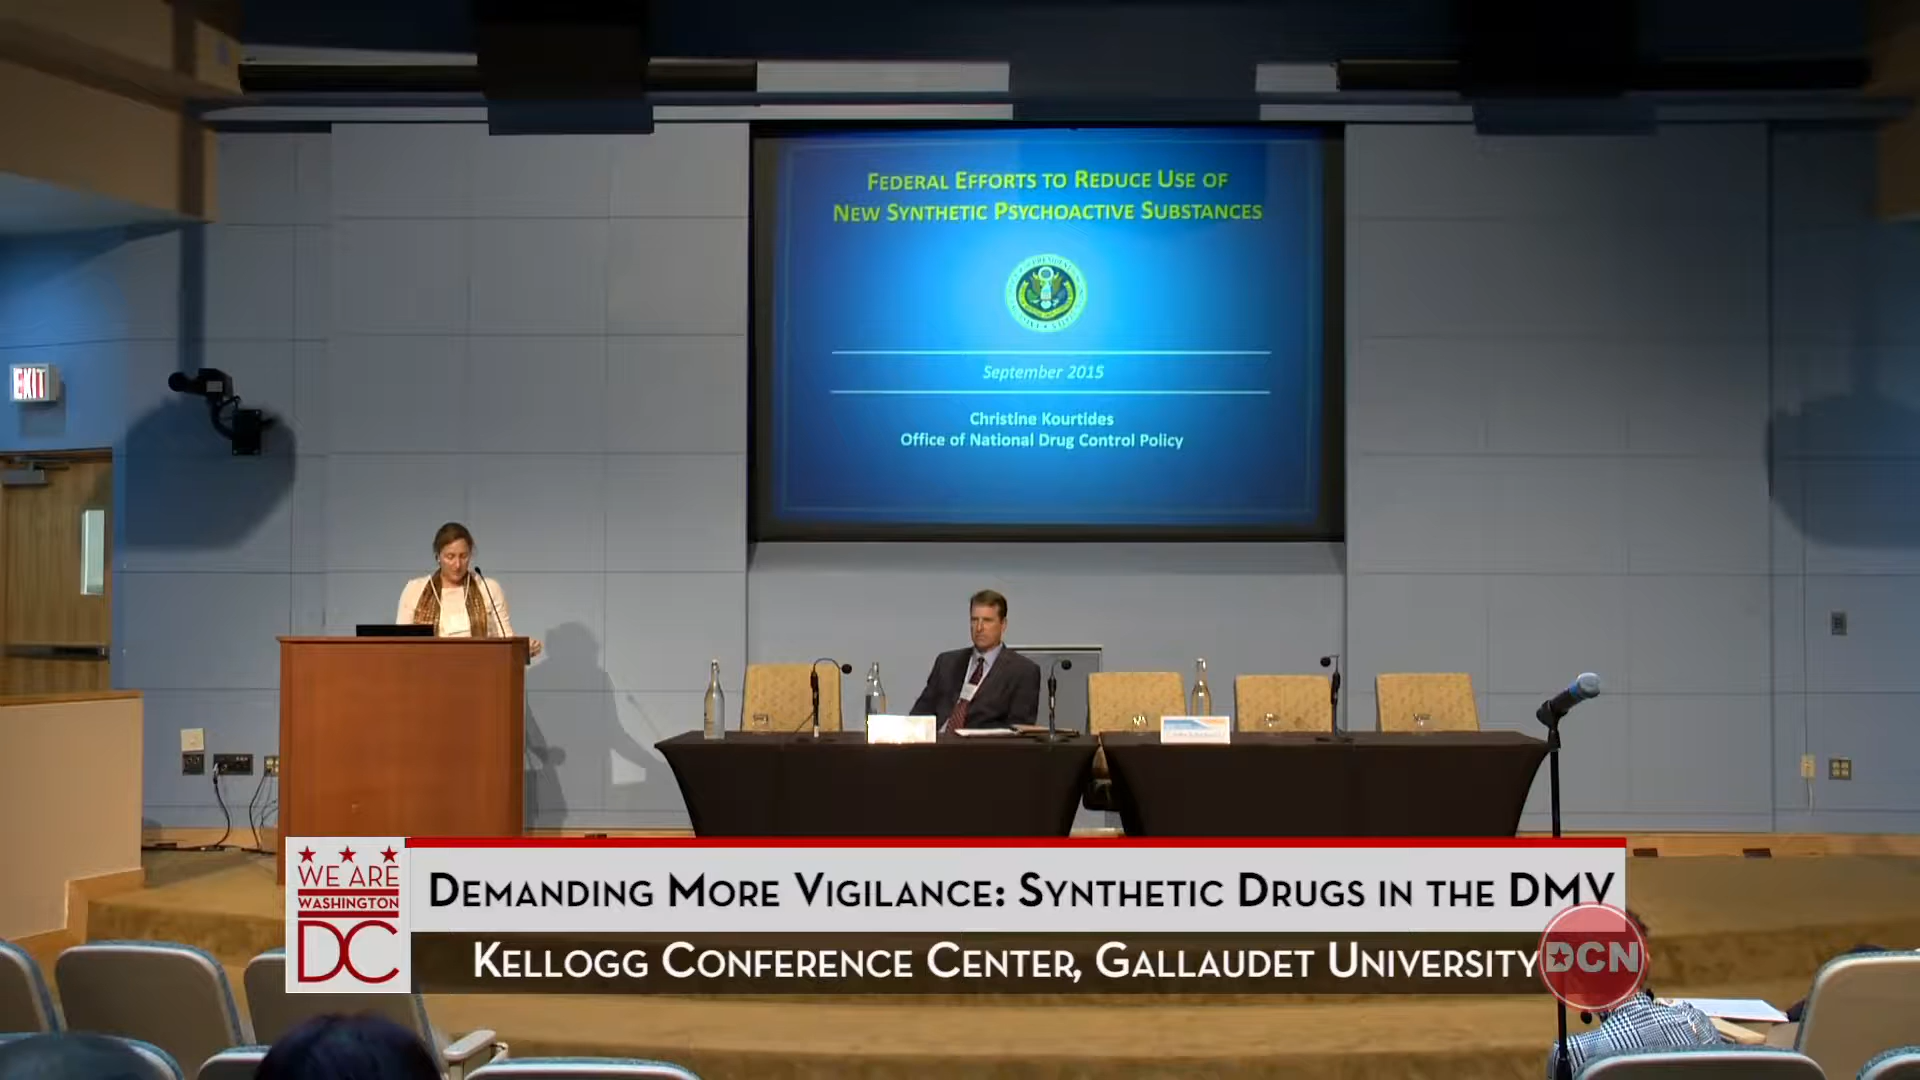 FEDERAL EFFORTS TO REDUCE USE OF
NEW SYNTHETIC PSYCHOACTIVE SUBSTANCES
September 2015
Christine Kourtides
Office of National Drug Control Policy
EXIT
WE ARE
WASHINGTON
DC
DEMANDING MORE VIGILANCE: SYNTHETIC DRUGS IN THE DMV
KELLOGG CONFERENCE CENTER, GALLAUDET UNIVERSITY
DCN